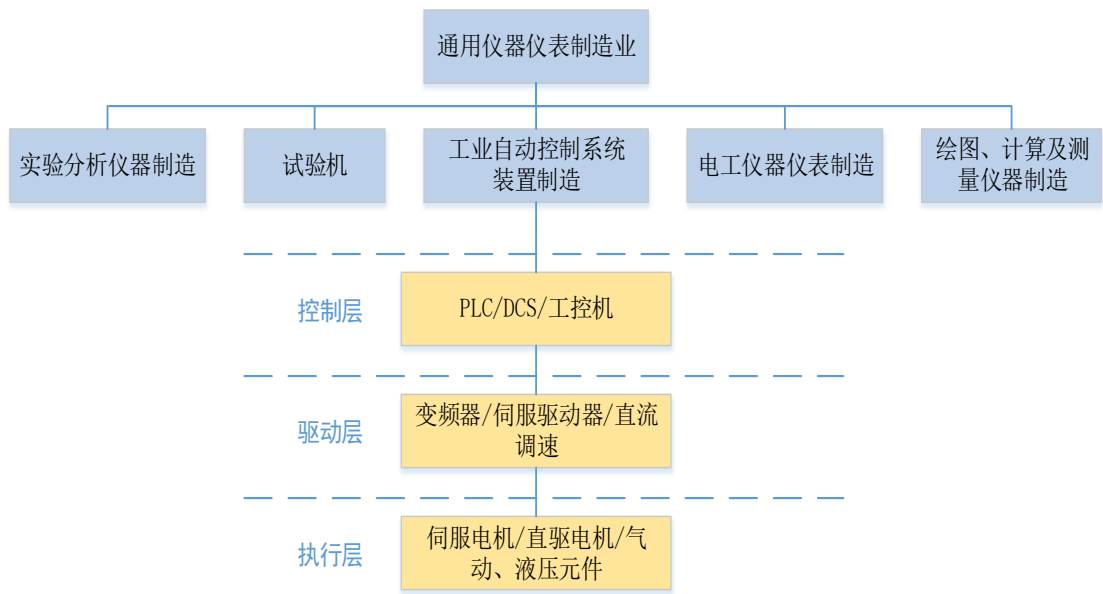 通用仪器仪表制造业
实验分析仪器制造
试验机
工业自动控制系统
装置制造
电工仪器仪表制造
绘图、计算及测
量仪器制造
控制层
PLC/DCS/工控机
驱动层
变频器/伺服驱动器/直流
调速
执行层
伺服电机/直驱电机/气
动、液压元件